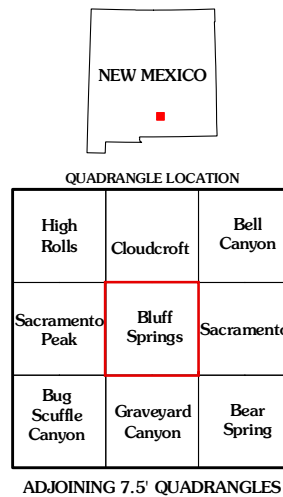 NEW MEXICO
QUADRANGLE LOCATION
High
Rolls
Cloudcroft
Bell
Canyon
Sacramento
Peak
Bluff
Springs
Sacramento
Bug
Scuffle
Canyon
Graveyard
Canyon
Bear
Spring
ADJOINING 7.5' QUADRANGLES